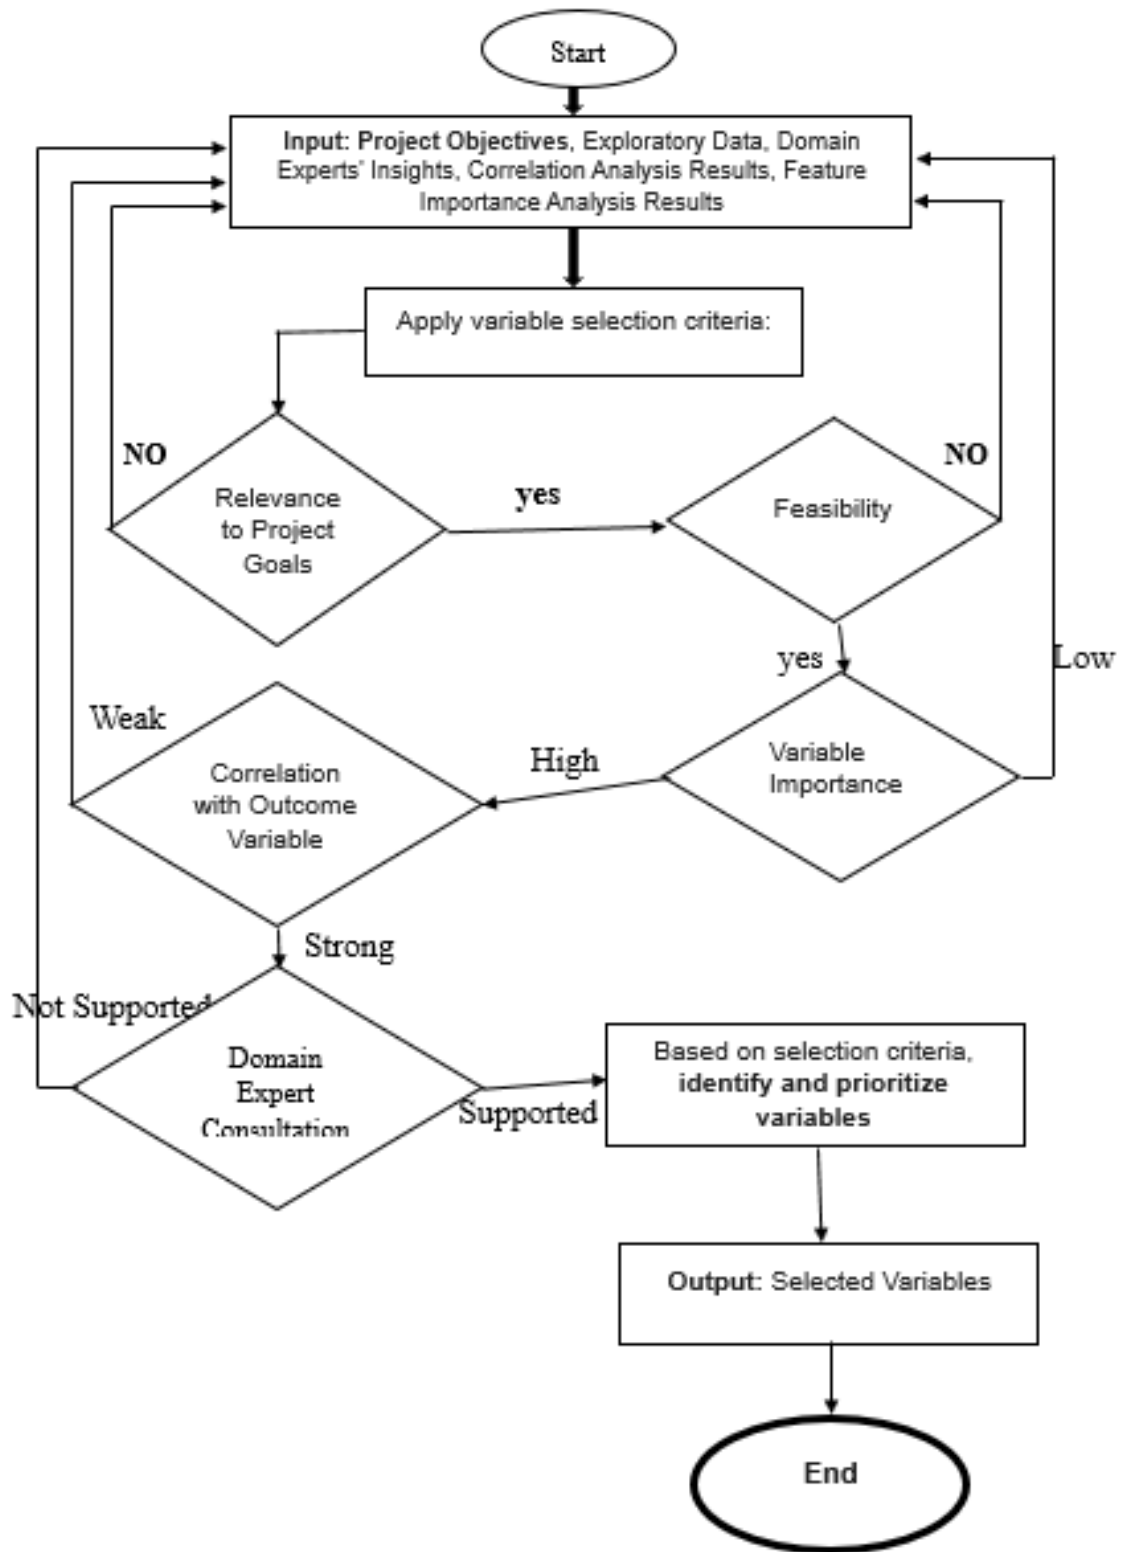 Start
Input: Project Objectives, Exploratory Data, Domain
Experts' Insights, Correlation Analysis Results, Feature
Importance Analysis Results
Apply variable selection criteria:
NO
Relevance
to Project
Goals
yes
NO
Feasibility
yes
Low
Variable
Importance
High
Weak
Correlation
with Outcome
Variable
Strong
Not Supported
Domain
Expert
Consultation
Supported
Based on selection criteria,
identify and prioritize
variables
Output: Selected Variables
End